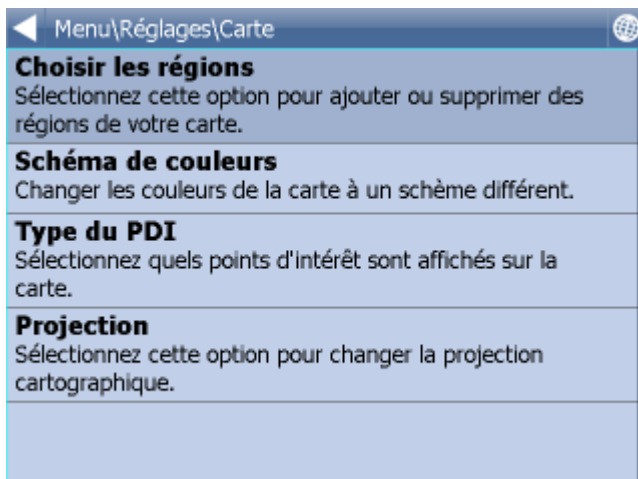 Menu\Réglages\Carte
Choisir les régions
Sélectionnez cette option pour ajouter ou supprimer des
régions de votre carte.
Schéma de couleurs
Changer les couleurs de la carte à un schème différent.
Type du PDI
Sélectionnez quels points d'intérêt sont affichés sur la
carte.
Projection
Sélectionnez cette option pour changer la projection
cartographique.